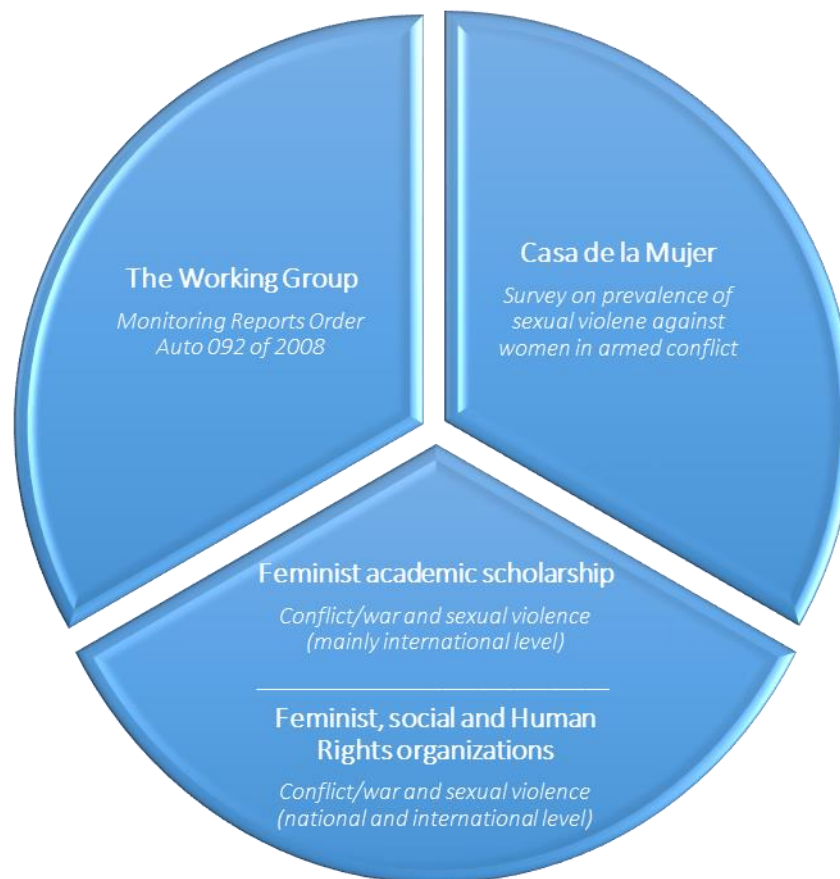 The Working Group
Monitoring Reports Order
Auto 092 of 2008
Casa de la Mujer
Survey on prevalence of
sexual violene against
women in armed conflict
Feminist academic scholarship
Conflict/war and sexual violence
(mainly international level)
Feminist, social and Human
Rights organizations
Conflict/war and sexual violence
(national and international level)